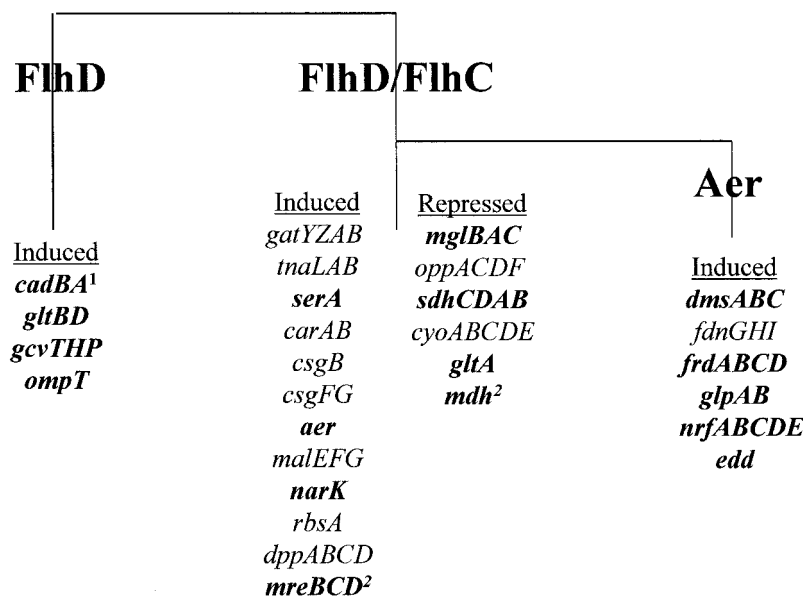 FlhD
FlhD/FlhC
Aer
Induced
cadBA¹
gltBD
gcvTHP
ompT
Induced
gatYZAB
tnaLAB
serA
carAB
csgB
csgFG
aer
malEFG
narK
rbsA
dppABCD
mreBCD²
Repressed
mglBAC
oppACDF
sdhCDAB
cyoABCDE
gltA
mdh²
Induced
dmsABC
fdnGHI
frdABCD
glpAB
nrfABCDE
edd